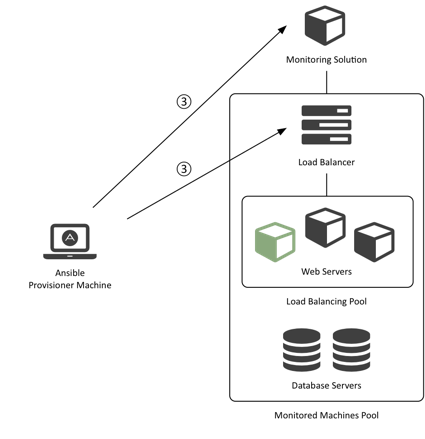 Monitoring Solution
③
③
Load Balancer
A
Ansible
Provisioner Machine
Web Servers
Load Balancing Pool
Database Servers
Monitored Machines Pool